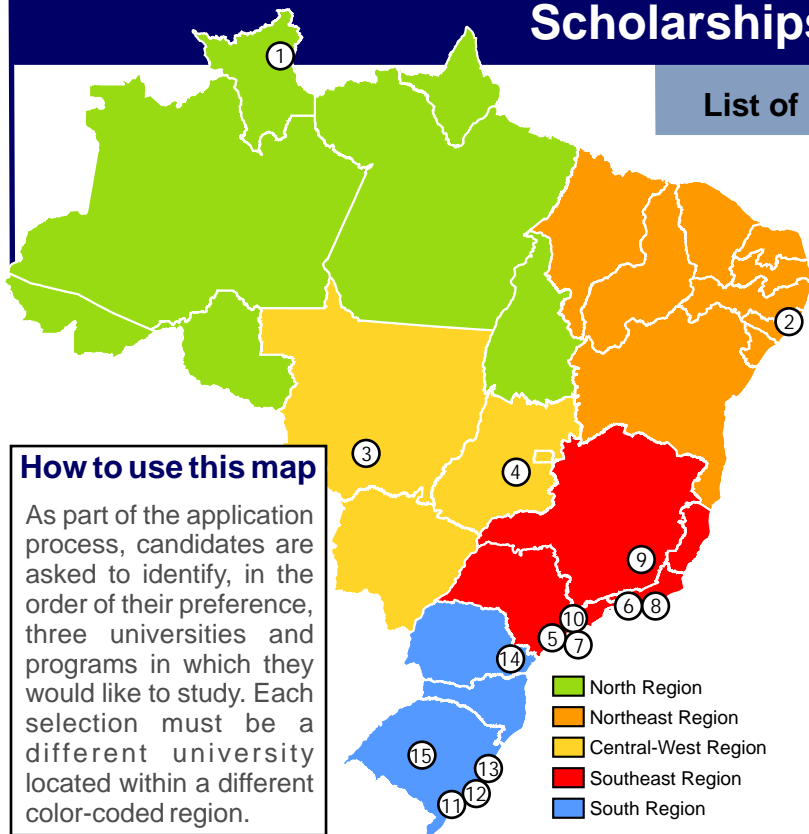 Scholarships
List of
1
2
3
4
9
6
8
10
5
7
14
15
13
12
11
How to use this map
As part of the application
process, candidates are
asked to identify, in the
order of their preference,
three universities and
programs in which they
would like to study. Each
selection must be a
different university
located within a different
color-coded region.
North Region
Northeast Region
Central-West Region
Southeast Region
South Region